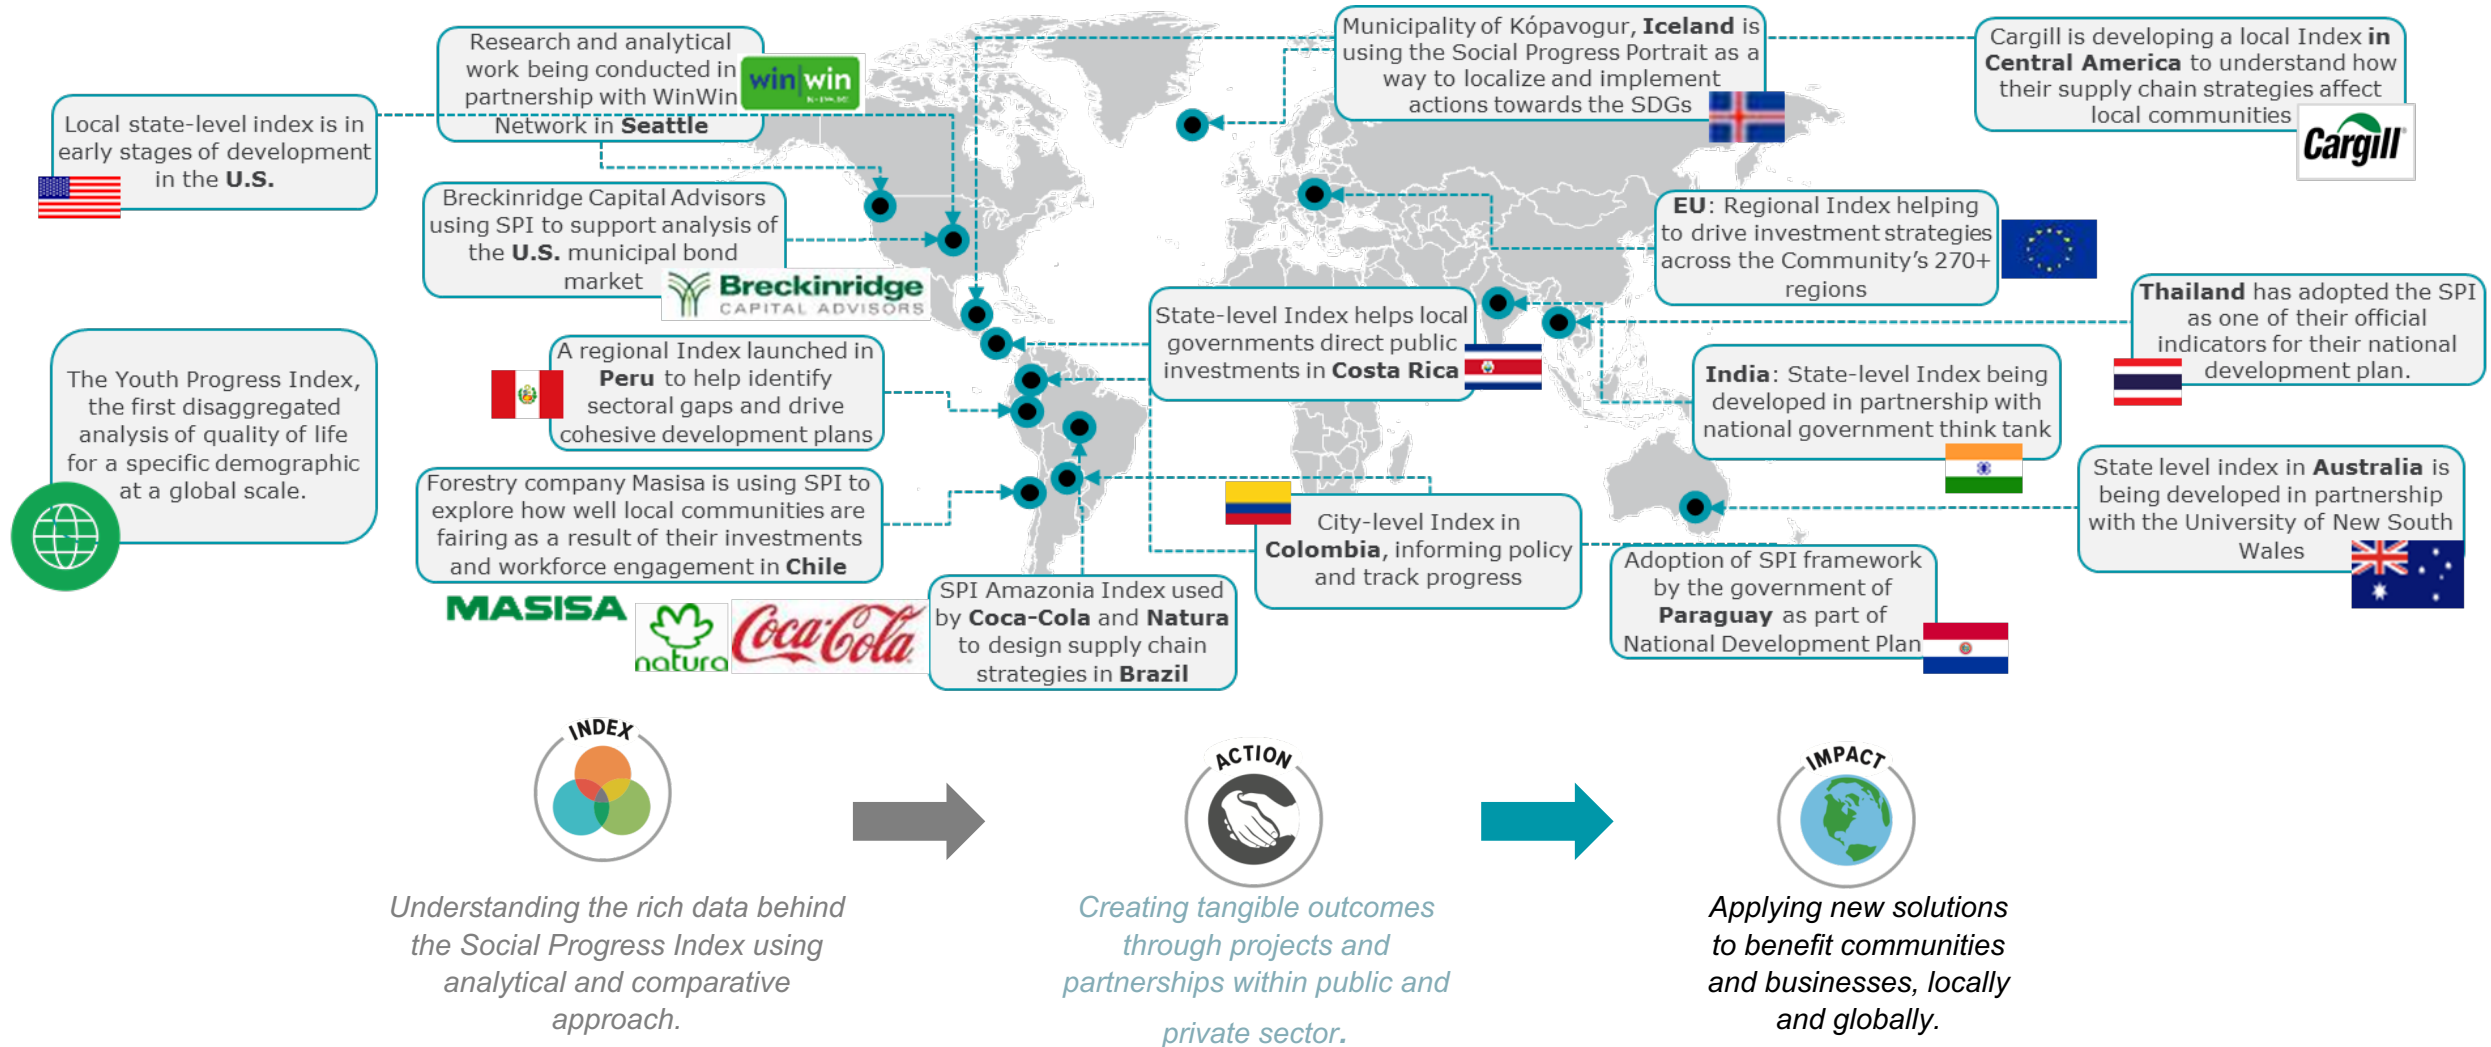 Research and analytical
work being conducted in
partnership with WinWin
Network in Seattle
win win
Local state-level index is in
early stages of development
in the U.S.
Breckinridge Capital Advisors
using SPI to support analysis of
the U.S. municipal bond
market
Breckinridge
CAPITAL ADVISORS
The Youth Progress Index,
the first disaggregated
analysis of quality of life
for a specific demographic
at a global scale.
A regional Index launched in
Peru to help identify
sectoral gaps and drive
cohesive development plans
Forestry company Masisa is using SPI to
explore how well local communities are
fairing as a result of their investments
and workforce engagement in Chile
MASISA
natura
Coca-Cola
SPI Amazonia Index used
by Coca-Cola and Natura
to design supply chain
strategies in Brazil
Municipality of Kópavogur, Iceland is
using the Social Progress Portrait as a
way to localize and implement
actions towards the SDGs
Cargill is developing a local Index in
Central America to understand how
their supply chain strategies affect
local communities
Cargill
EU: Regional Index helping
to drive investment strategies
across the Community's 270+
regions
State-level Index helps local
governments direct public
investments in Costa Rica
Thailand has adopted the SPI
as one of their official
indicators for their national
development plan.
India: State-level Index being
developed in partnership with
national government think tank
State level index in Australia is
being developed in partnership
with the University of New South
Wales
City-level Index in
Colombia, informing policy
and track progress
Adoption of SPI framework
by the government of
Paraguay as part of
National Development Plan
INDEX
ACTION
IMPACT
Understanding the rich data behind
the Social Progress Index using
analytical and comparative
approach.
Creating tangible outcomes
through projects and
partnerships within public and
private sector.
Applying new solutions
to benefit communities
and businesses, locally
and globally.